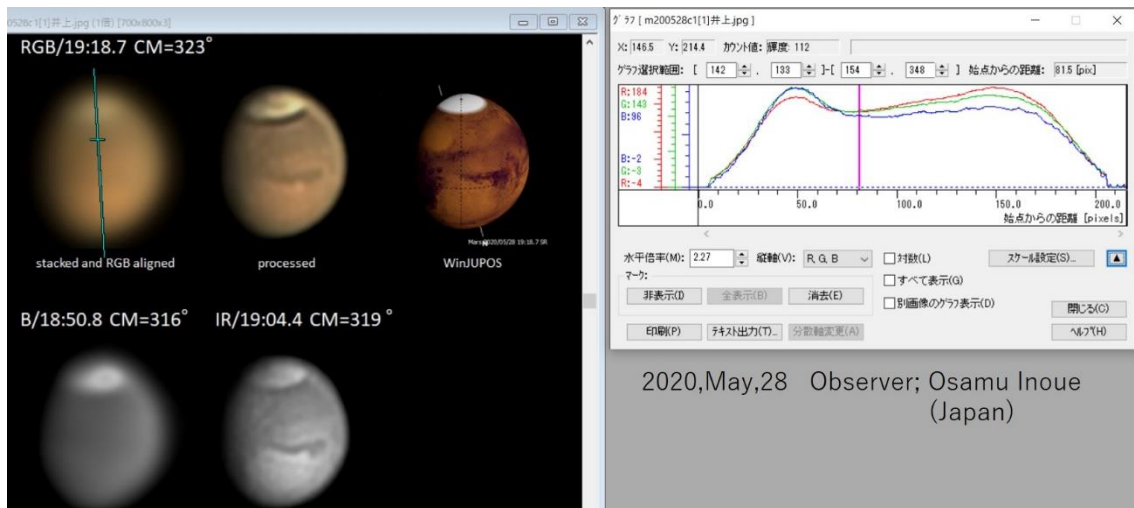 0528c1[1]井上.jpg (1倍) [700x800x3]
RGB/19:18.7 CM=323°
stacked and RGB aligned
processed
Mars 2020/05/28 19:18.7 SR
N
WinJUPOS
B/18:50.8 CM=316°
IR/19:04.4 CM=319 °
ｸﾞﾗﾌ [ m200528c1[1]井上.jpg ]
X: 146.5 Y: 214.4 カウント値: 輝度: 112
グラフ選択範囲: [ 142 , 133 ]-[ 154 , 348 ] 始点からの距離: 81.5 [pix]
R:184
G:143
B:96
B:-2
G:-3
R:-4
0.0 50.0 100.0 150.0 200.0
始点からの距離 [pixels]
水平倍率(M): 2.27 縦軸(V): R, G, B 対数(L) スケール設定(S)...
マーク: すべて表示(G)
非表示(I) 全表示(B) 消去(E) 別画像のグラフ表示(D) 閉じる(C)
印刷(P) テキスト出力(T)... 分散軸変更(A) ヘルプ(H)
2020,May,28 Observer; Osamu Inoue
(Japan)